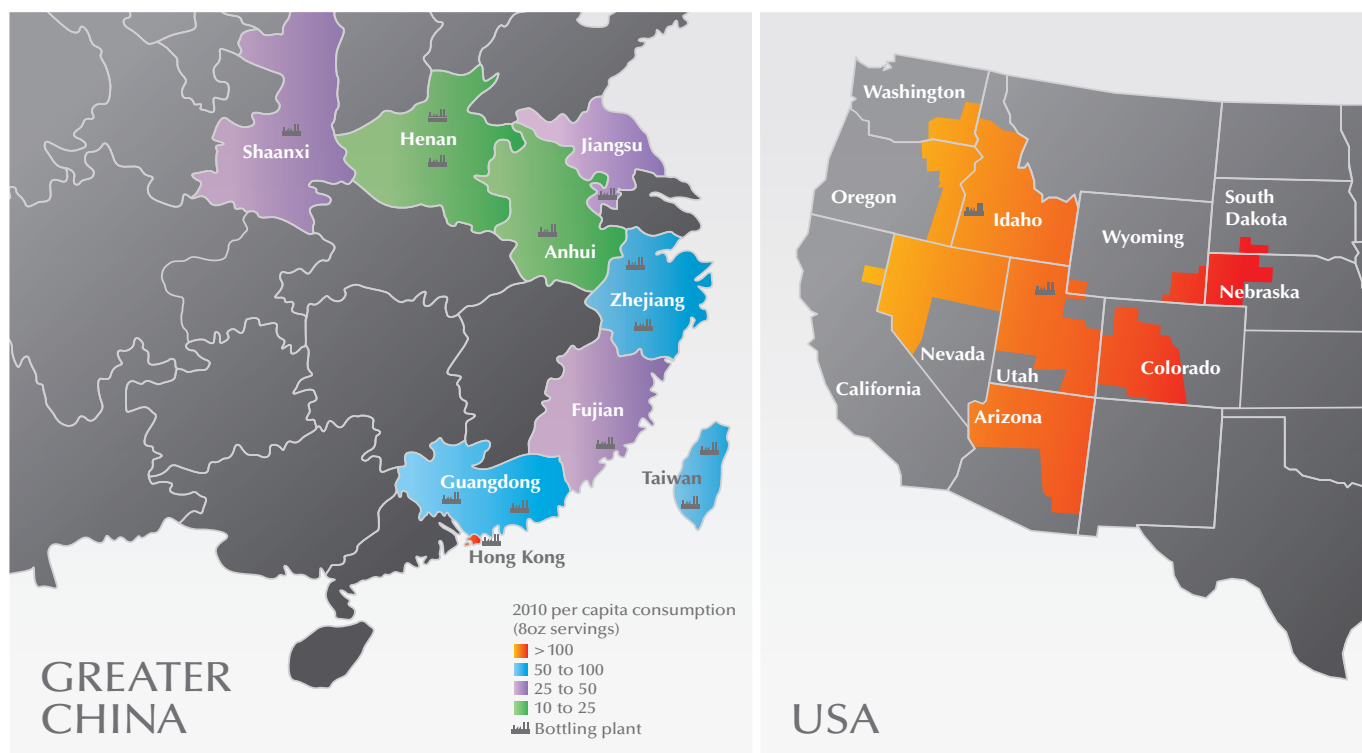 Shaanxi
Henan
Jiangsu
Anhui
Zhejiang
Fujian
Guangdong
Taiwan
Hong Kong
2010 per capita consumption
(8oz servings)
> 100
50 to 100
25 to 50
10 to 25
Bottling plant
GREATER
CHINA
Washington
Oregon
Idaho
Wyoming
South
Dakota
Nebraska
Nevada
Utah
Colorado
California
Arizona
USA